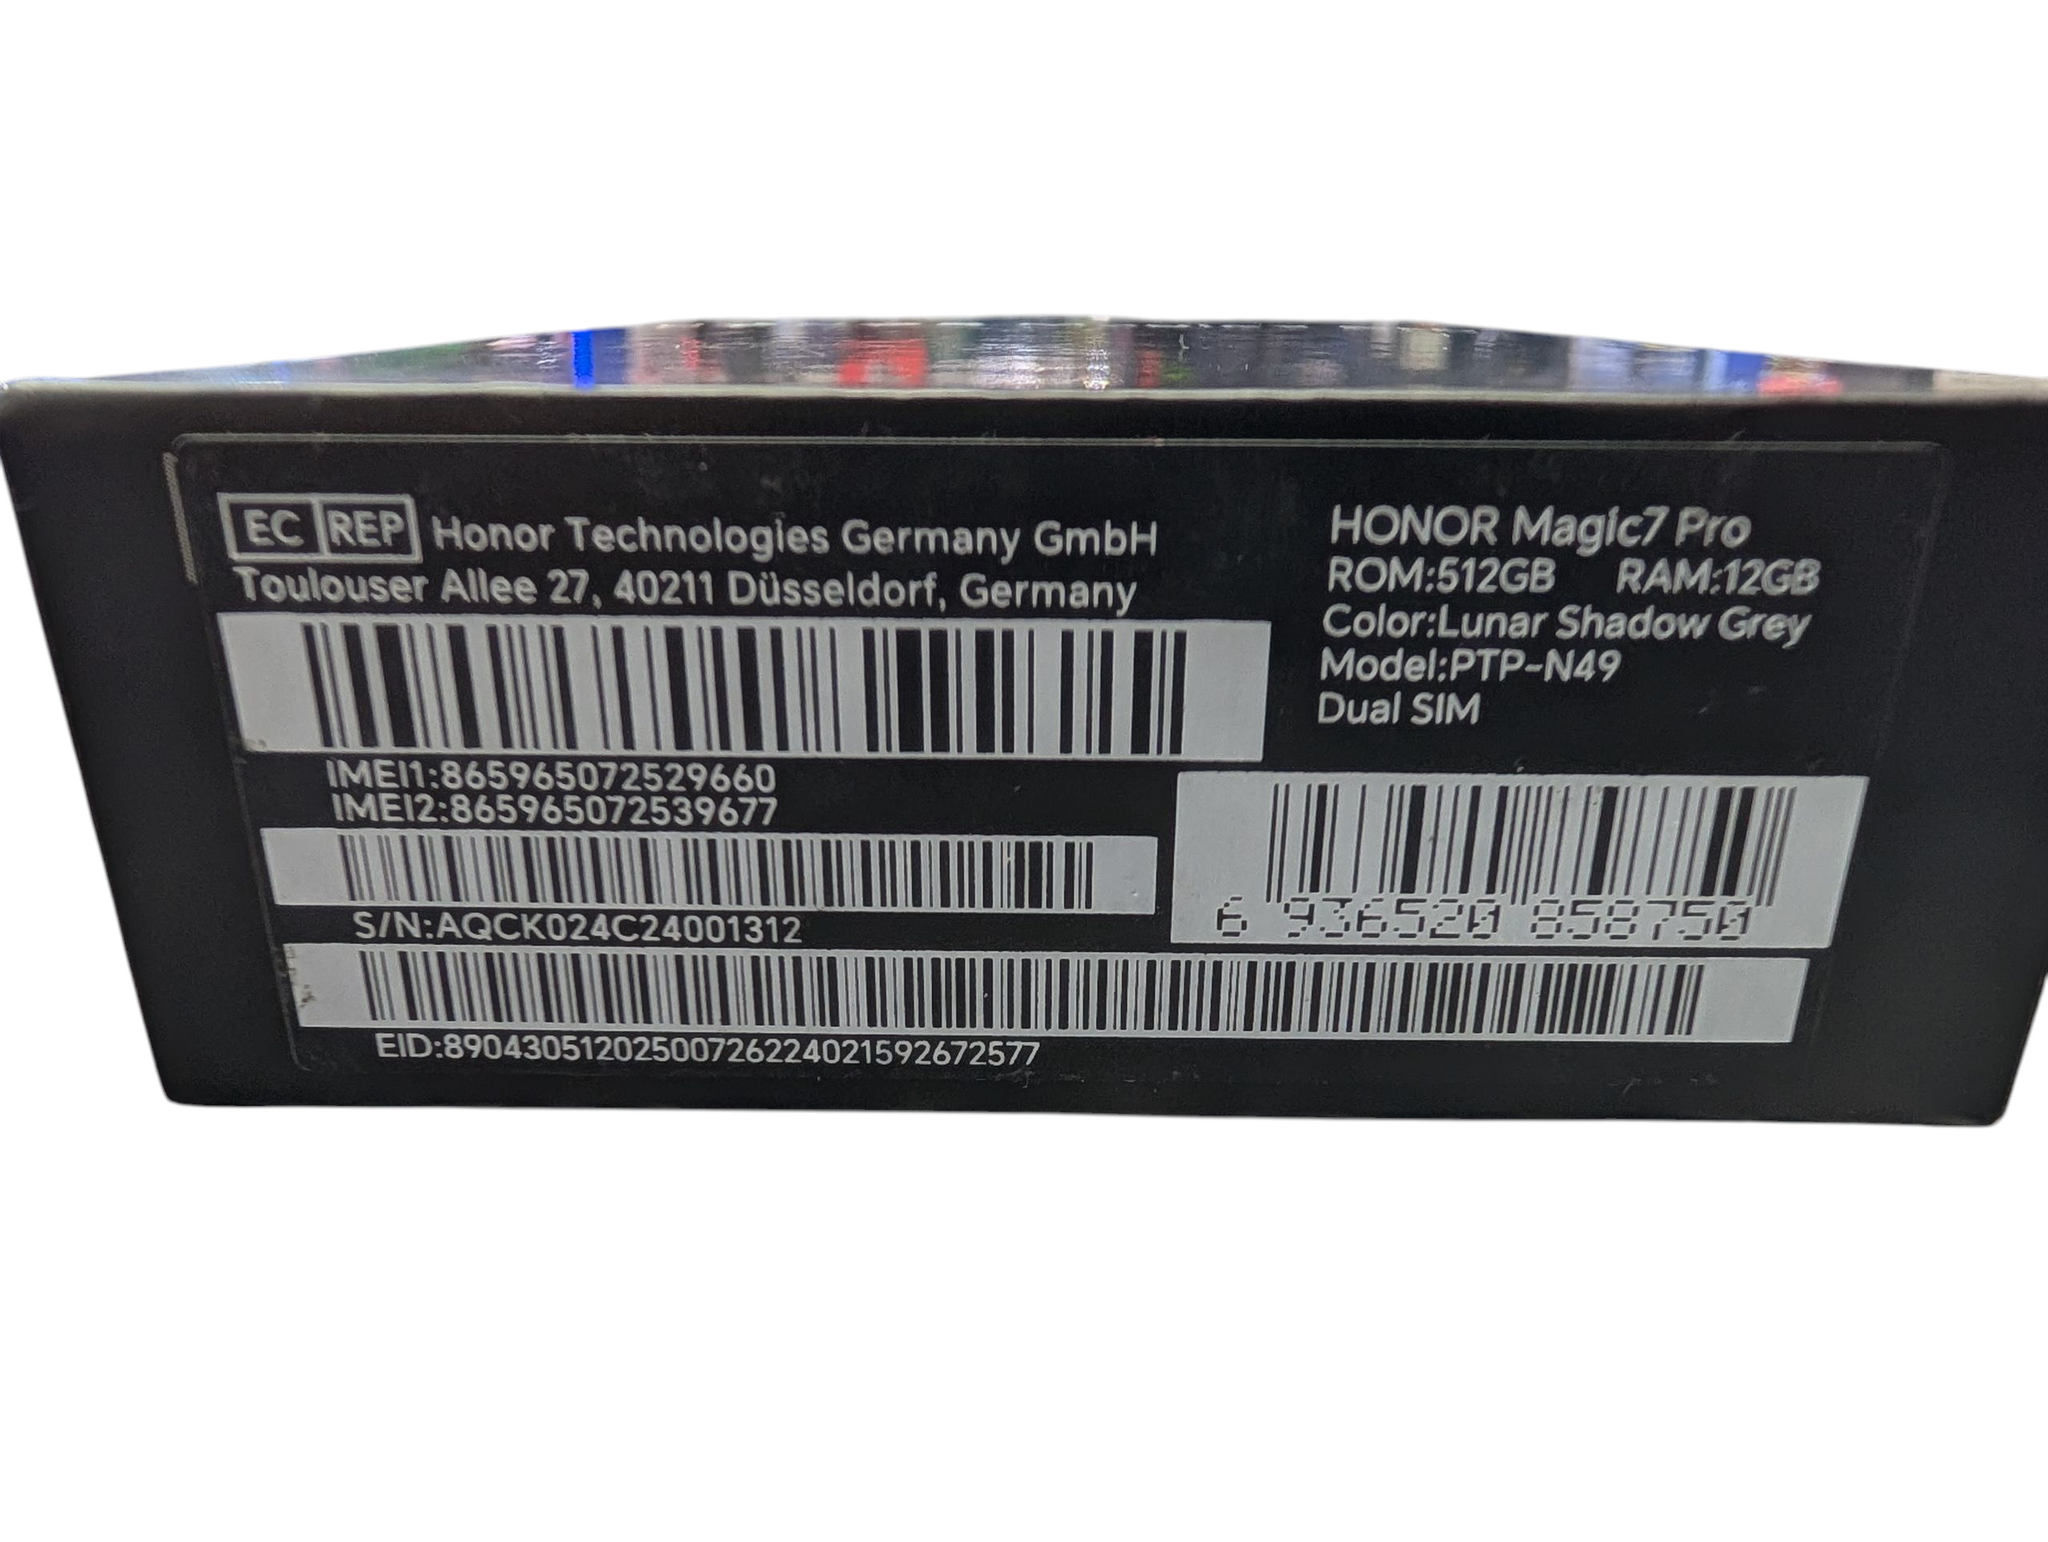 EC REP Honor Technologies Germany GmbH
Toulouser Allee 27, 40211 Düsseldorf, Germany
IMEI1:865965072529660
IMEI2:865965072539677
S/N:AQCK024C24001312
EID:89043051202500726224021592672577
HONOR Magic7 Pro
ROM:512GB RAM:12GB
Color:Lunar Shadow Grey
Model:PTP-N49
Dual SIM
6 936520 858750